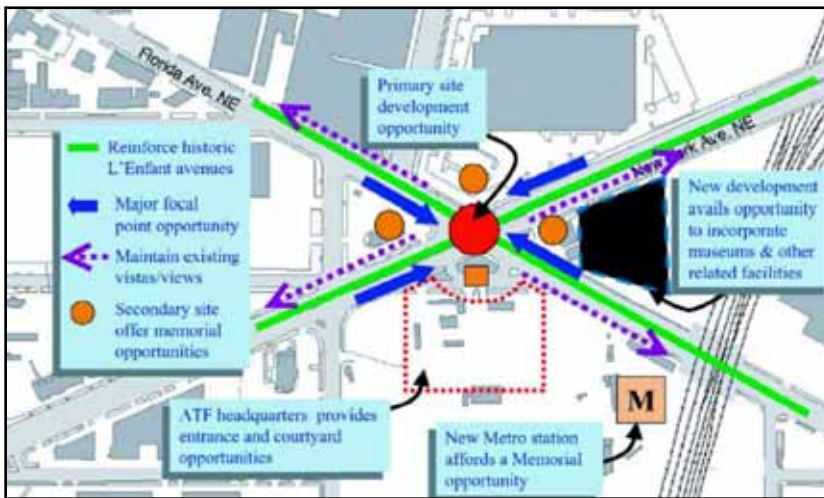 Florida Ave, NE
Primary site
development
opportunity
Reinforce historic
L'Enfant avenues
Major focal
point opportunity
Maintain existing
vistas/views
Secondary site
offer memorial
opportunities
New York Ave, NE
New development
avails opportunity
to incorporate
museums & other
related facilities
M
ATF headquarters provides
entrance and courtyard
opportunities
New Metro station
affords a Memorial
opportunity